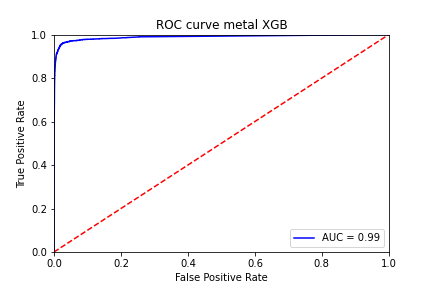 ROC curve metal XGB
True Positive Rate
1.0
0.8
0.6
0.4
0.2
0.0
AUC = 0.99
0.0 0.2 0.4 0.6 0.8 1.0
False Positive Rate